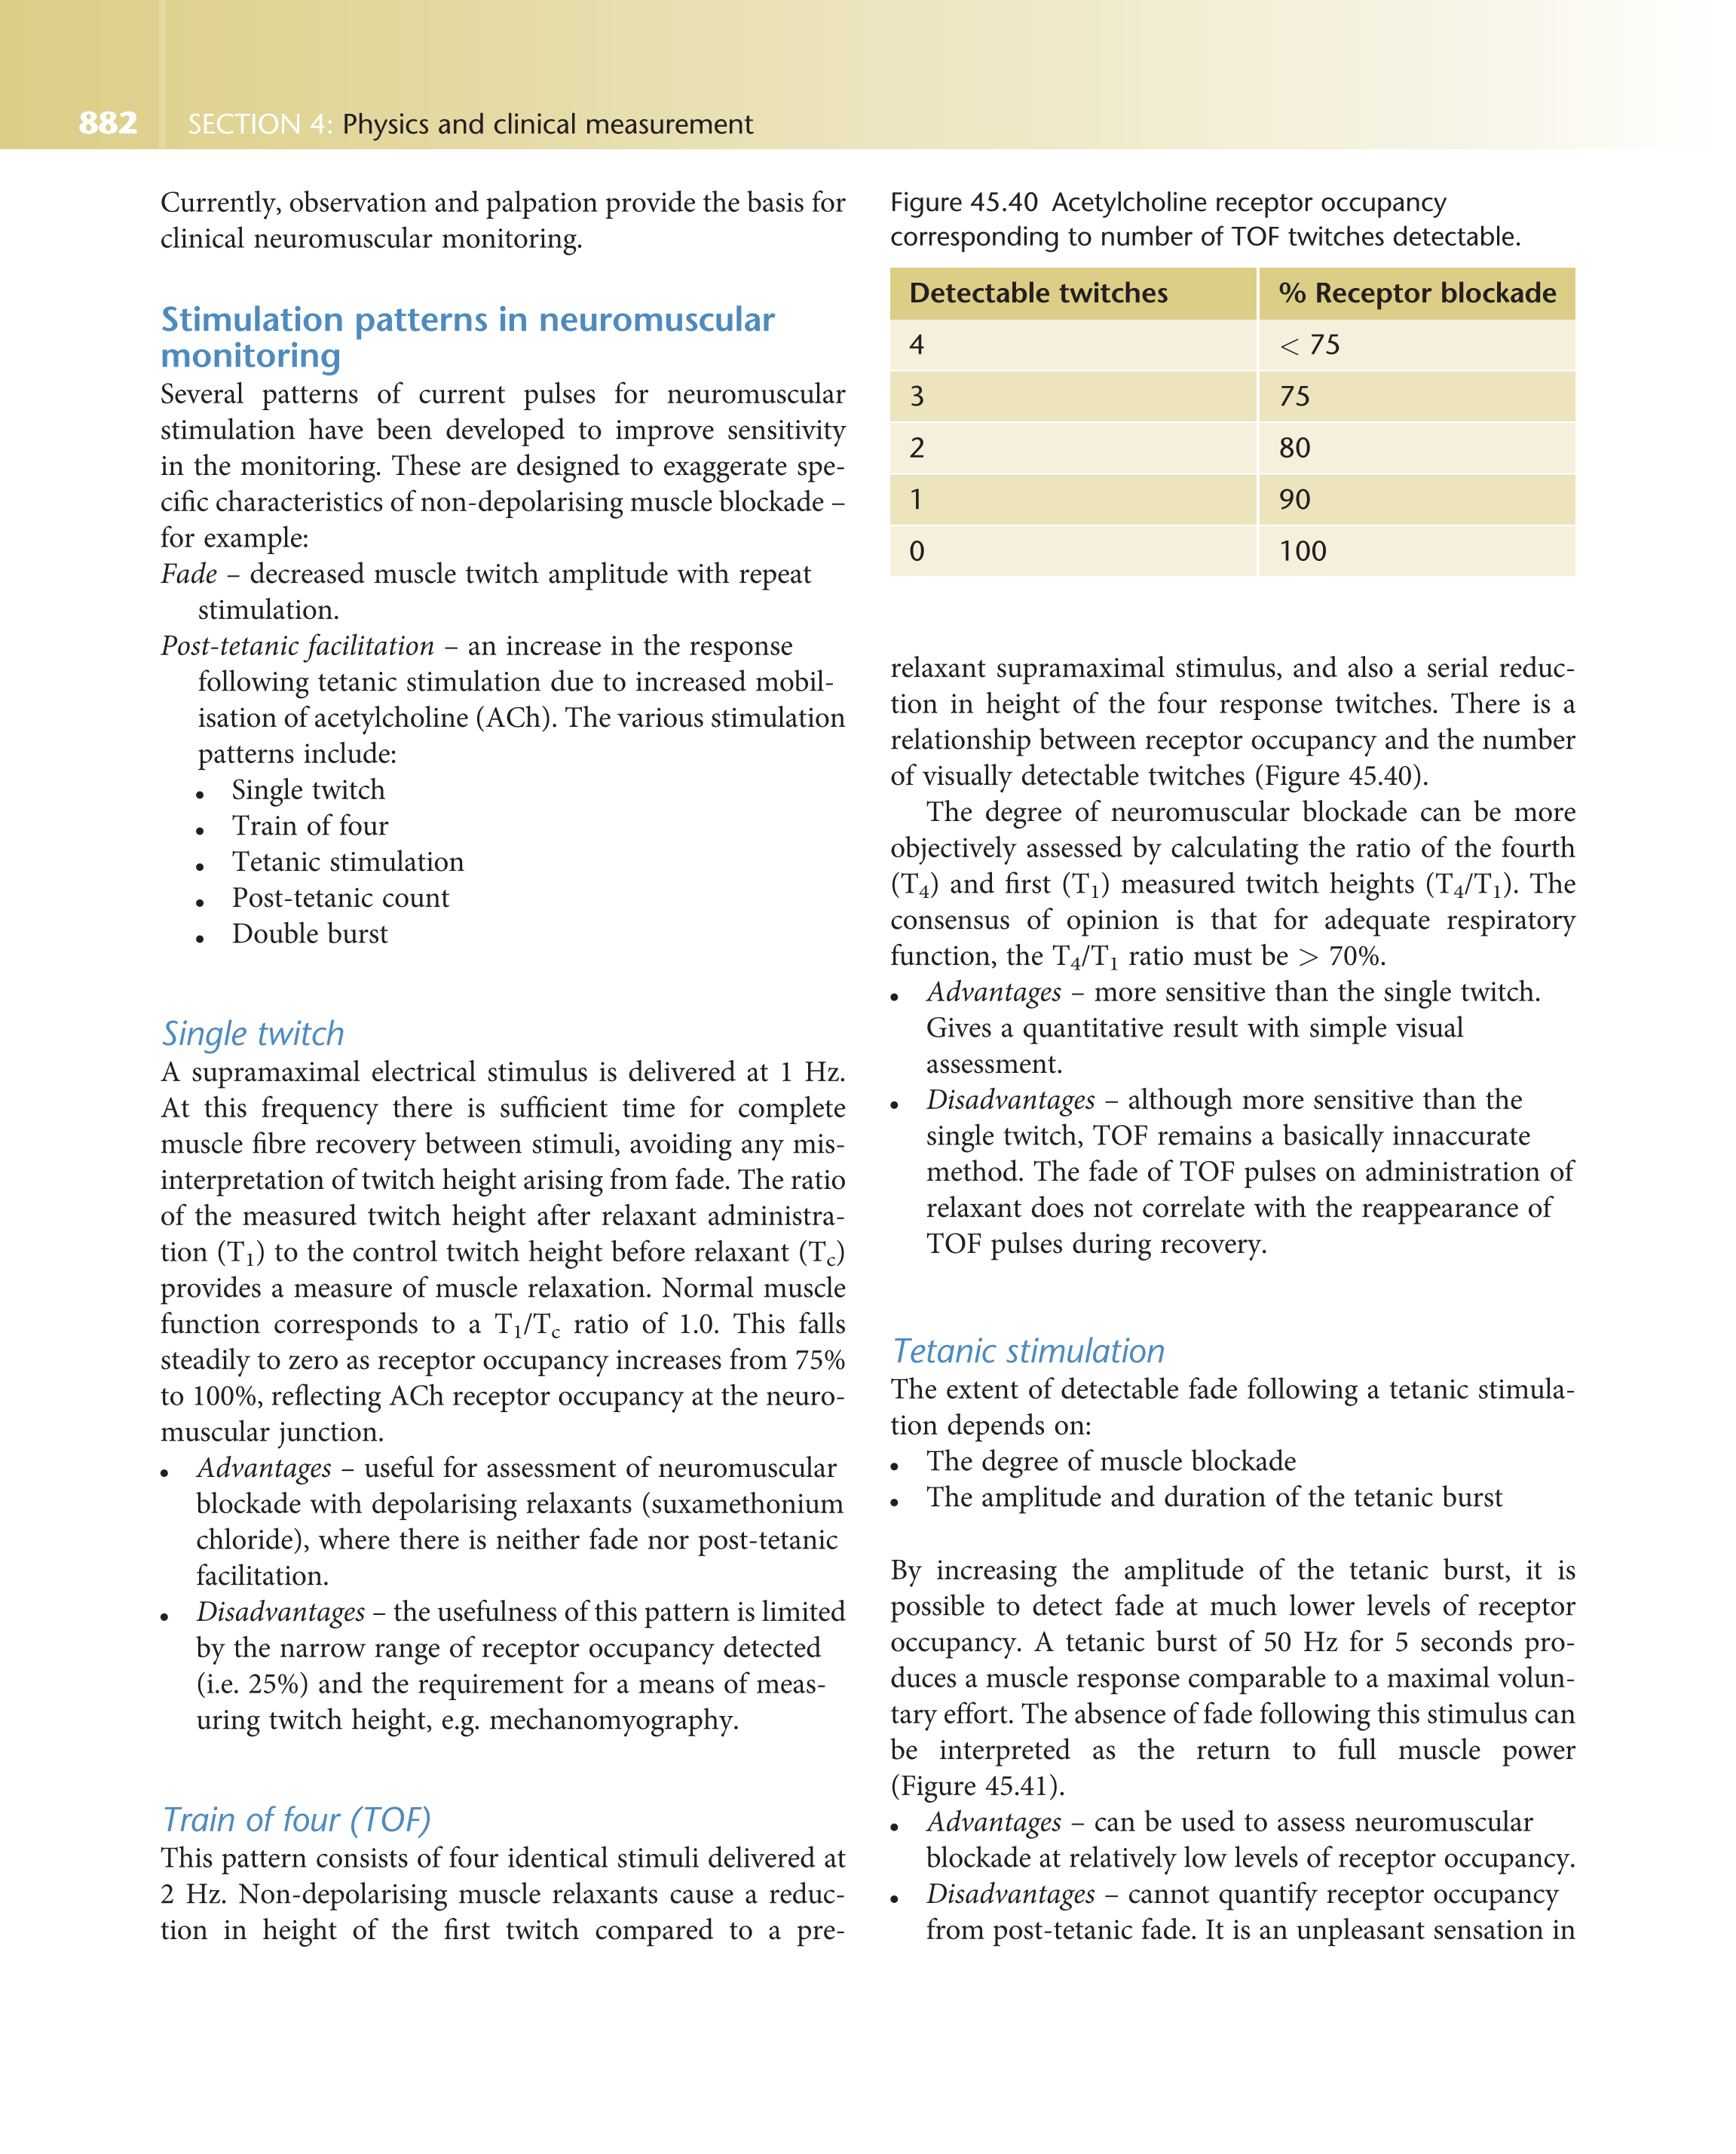 882 SECTION 4: Physics and clinical measurement
Currently, observation and palpation provide the basis for
clinical neuromuscular monitoring.
Stimulation patterns in neuromuscular
monitoring
Several patterns of current pulses for neuromuscular
stimulation have been developed to improve sensitivity
in the monitoring. These are designed to exaggerate spe-
cific characteristics of non-depolarising muscle blockade –
for example:
Fade – decreased muscle twitch amplitude with repeat
stimulation.
Post-tetanic facilitation – an increase in the response
following tetanic stimulation due to increased mobil-
isation of acetylcholine (ACh). The various stimulation
patterns include:
• Single twitch
• Train of four
• Tetanic stimulation
• Post-tetanic count
• Double burst
Single twitch
A supramaximal electrical stimulus is delivered at 1 Hz.
At this frequency there is sufficient time for complete
muscle fibre recovery between stimuli, avoiding any mis-
interpretation of twitch height arising from fade. The ratio
of the measured twitch height after relaxant administra-
tion (T1) to the control twitch height before relaxant (Tc)
provides a measure of muscle relaxation. Normal muscle
function corresponds to a T1/Tc ratio of 1.0. This falls
steadily to zero as receptor occupancy increases from 75%
to 100%, reflecting ACh receptor occupancy at the neuro-
muscular junction.
• Advantages – useful for assessment of neuromuscular
blockade with depolarising relaxants (suxamethonium
chloride), where there is neither fade nor post-tetanic
facilitation.
• Disadvantages – the usefulness of this pattern is limited
by the narrow range of receptor occupancy detected
(i.e. 25%) and the requirement for a means of meas-
uring twitch height, e.g. mechanomyography.
Train of four (TOF)
This pattern consists of four identical stimuli delivered at
2 Hz. Non-depolarising muscle relaxants cause a reduc-
tion in height of the first twitch compared to a pre-
Figure 45.40 Acetylcholine receptor occupancy
corresponding to number of TOF twitches detectable.
Detectable twitches % Receptor blockade
4 < 75
3 75
2 80
1 90
0 100
relaxant supramaximal stimulus, and also a serial reduc-
tion in height of the four response twitches. There is a
relationship between receptor occupancy and the number
of visually detectable twitches (Figure 45.40).
The degree of neuromuscular blockade can be more
objectively assessed by calculating the ratio of the fourth
(T4) and first (T1) measured twitch heights (T4/T1). The
consensus of opinion is that for adequate respiratory
function, the T4/T1 ratio must be > 70%.
• Advantages – more sensitive than the single twitch.
Gives a quantitative result with simple visual
assessment.
• Disadvantages – although more sensitive than the
single twitch, TOF remains a basically innaccurate
method. The fade of TOF pulses on administration of
relaxant does not correlate with the reappearance of
TOF pulses during recovery.
Tetanic stimulation
The extent of detectable fade following a tetanic stimula-
tion depends on:
• The degree of muscle blockade
• The amplitude and duration of the tetanic burst
By increasing the amplitude of the tetanic burst, it is
possible to detect fade at much lower levels of receptor
occupancy. A tetanic burst of 50 Hz for 5 seconds pro-
duces a muscle response comparable to a maximal volun-
tary effort. The absence of fade following this stimulus can
be interpreted as the return to full muscle power
(Figure 45.41).
• Advantages – can be used to assess neuromuscular
blockade at relatively low levels of receptor occupancy.
• Disadvantages – cannot quantify receptor occupancy
from post-tetanic fade. It is an unpleasant sensation in